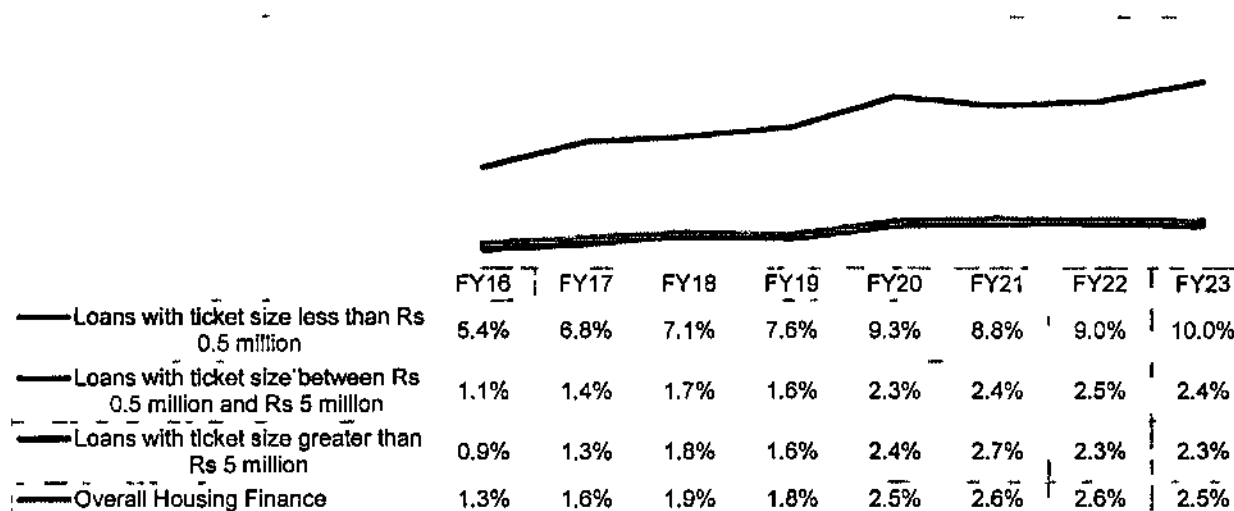 FY16 FY17 FY18 FY19 FY20 FY21 FY22 FY23
Loans with ticket size less than Rs
0.5 million
5.4% 6.8% 7.1% 7.6% 9.3% 8.8% 9.0% 10.0%
Loans with ticket size between Rs
0.5 million and Rs 5 million
1.1% 1.4% 1.7% 1.6% 2.3% 2.4% 2.5% 2.4%
Loans with ticket size greater than
Rs 5 million
0.9% 1.3% 1.8% 1.6% 2.4% 2.7% 2.3% 2.3%
Overall Housing Finance 1.3% 1.6% 1.9% 1.8% 2.5% 2.6% 2.6% 2.5%